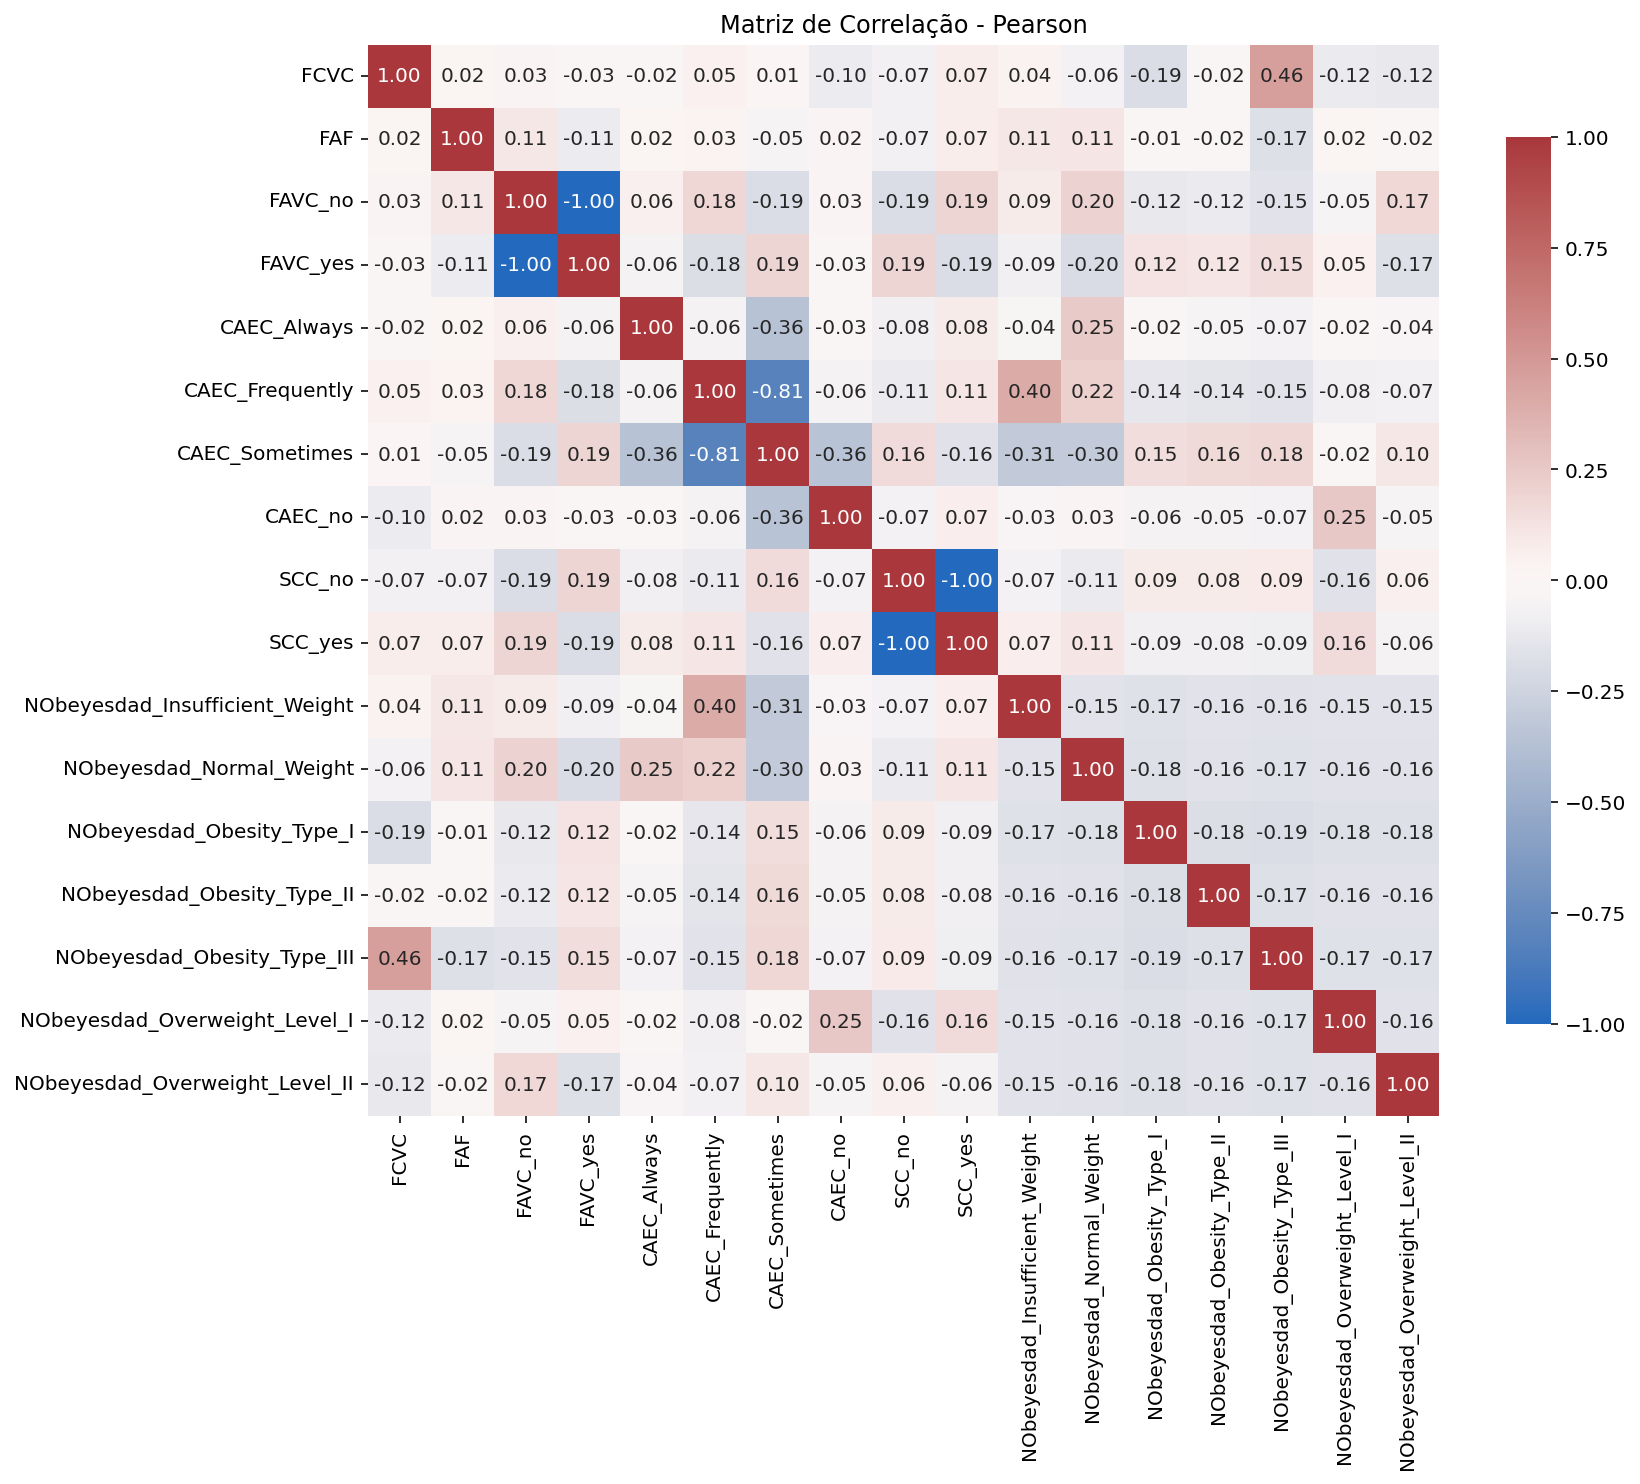 Matriz de Correlação - Pearson
FCVC 1.00 0.02 0.03 -0.03 -0.02 0.05 0.01 -0.10 -0.07 0.07 0.04 -0.06 -0.19 -0.02 0.46 -0.12 -0.12
FAF 0.02 1.00 0.11 -0.11 0.02 0.03 -0.05 0.02 -0.07 0.07 0.11 0.11 -0.01 -0.02 -0.17 0.02 -0.02
FAVC_no 0.03 0.11 1.00 -1.00 0.06 0.18 -0.19 0.03 -0.19 0.19 0.09 0.20 -0.12 -0.12 -0.15 -0.05 0.17
FAVC_yes -0.03 -0.11 -1.00 1.00 -0.06 -0.18 0.19 -0.03 0.19 -0.19 -0.09 -0.20 0.12 0.12 0.15 0.05 -0.17
CAEC_Always -0.02 0.02 0.06 -0.06 1.00 -0.06 -0.36 -0.03 -0.08 0.08 -0.04 0.25 -0.02 -0.05 -0.07 -0.02 -0.04
CAEC_Frequently 0.05 0.03 0.18 -0.18 -0.06 1.00 -0.81 -0.06 -0.11 0.11 0.40 0.22 -0.14 -0.14 -0.15 -0.08 -0.07
CAEC_Sometimes 0.01 -0.05 -0.19 0.19 -0.36 -0.81 1.00 -0.36 0.16 -0.16 -0.31 -0.30 0.15 0.16 0.18 -0.02 0.10
CAEC_no -0.10 0.02 0.03 -0.03 -0.03 -0.06 -0.36 1.00 -0.07 0.07 -0.03 0.03 -0.06 -0.05 -0.07 0.25 -0.05
SCC_no -0.07 -0.07 -0.19 0.19 -0.08 -0.11 0.16 -0.07 1.00 -1.00 -0.07 -0.11 0.09 0.08 0.09 -0.16 0.06
SCC_yes 0.07 0.07 0.19 -0.19 0.08 0.11 -0.16 0.07 -1.00 1.00 0.07 0.11 -0.09 -0.08 -0.09 0.16 -0.06
NObeyesdad_Insufficient_Weight 0.04 0.11 0.09 -0.09 -0.04 0.40 -0.31 -0.03 -0.07 0.07 1.00 -0.15 -0.17 -0.16 -0.16 -0.15 -0.15
NObeyesdad_Normal_Weight -0.06 0.11 0.20 -0.20 0.25 0.22 -0.30 0.03 -0.11 0.11 -0.15 1.00 -0.18 -0.16 -0.17 -0.16 -0.16
NObeyesdad_Obesity_Type_I -0.19 -0.01 -0.12 0.12 -0.02 -0.14 0.15 -0.06 0.09 -0.09 -0.17 -0.18 1.00 -0.18 -0.19 -0.18 -0.18
NObeyesdad_Obesity_Type_II -0.02 -0.02 -0.12 0.12 -0.05 -0.14 0.16 -0.05 0.08 -0.08 -0.16 -0.16 -0.18 1.00 -0.17 -0.16 -0.16
NObeyesdad_Obesity_Type_III 0.46 -0.17 -0.15 0.15 -0.07 -0.15 0.18 -0.07 0.09 -0.09 -0.16 -0.17 -0.19 -0.17 1.00 -0.17 -0.17
NObeyesdad_Overweight_Level_I -0.12 0.02 -0.05 0.05 -0.02 -0.08 -0.02 0.25 -0.16 0.16 -0.15 -0.16 -0.18 -0.16 -0.17 1.00 -0.16
NObeyesdad_Overweight_Level_II -0.12 -0.02 0.17 -0.17 -0.04 -0.07 0.10 -0.05 0.06 -0.06 -0.15 -0.16 -0.18 -0.16 -0.17 -0.16 1.00
FCVC
FAF
FAVC_no
FAVC_yes
CAEC_Always
CAEC_Frequently
CAEC_Sometimes
CAEC_no
SCC_no
SCC_yes
NObeyesdad_Insufficient_Weight
NObeyesdad_Normal_Weight
NObeyesdad_Obesity_Type_I
NObeyesdad_Obesity_Type_II
NObeyesdad_Obesity_Type_III
NObeyesdad_Overweight_Level_I
NObeyesdad_Overweight_Level_II
1.00
0.75
0.50
0.25
0.00
−0.25
−0.50
−0.75
−1.00